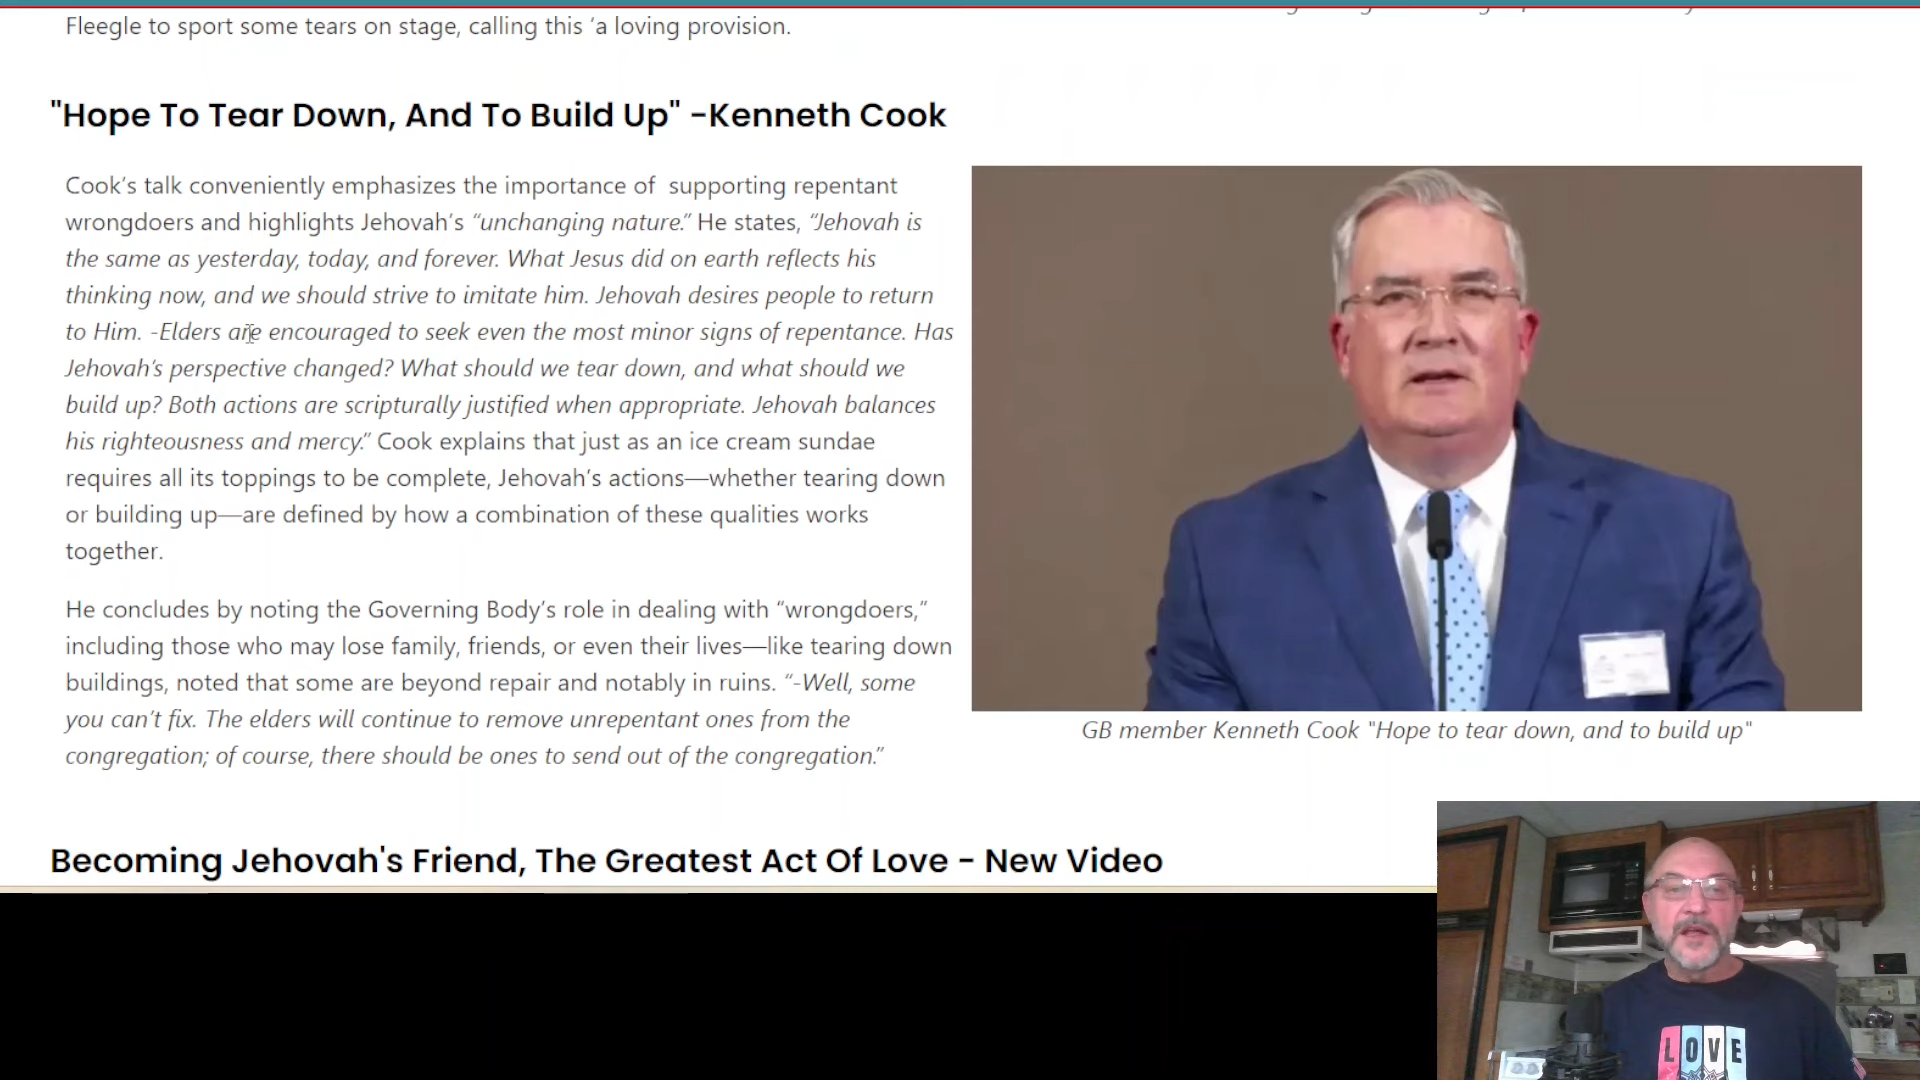 Fleegle to sport some tears on stage, calling this ‘a loving provision.
"Hope To Tear Down, And To Build Up" -Kenneth Cook
Cook’s talk conveniently emphasizes the importance of  supporting repentant
wrongdoers and highlights Jehovah’s “unchanging nature.” He states, “Jehovah is
the same as yesterday, today, and forever. What Jesus did on earth reflects his
thinking now, and we should strive to imitate him. Jehovah desires people to return
to Him. -Elders are encouraged to seek even the most minor signs of repentance. Has
Jehovah’s perspective changed? What should we tear down, and what should we
build up? Both actions are scripturally justified when appropriate. Jehovah balances
his righteousness and mercy.” Cook explains that just as an ice cream sundae
requires all its toppings to be complete, Jehovah’s actions—whether tearing down
or building up—are defined by how a combination of these qualities works
together.
He concludes by noting the Governing Body’s role in dealing with “wrongdoers,”
including those who may lose family, friends, or even their lives—like tearing down
buildings, noted that some are beyond repair and notably in ruins. “-Well, some
you can’t fix. The elders will continue to remove unrepentant ones from the
congregation; of course, there should be ones to send out of the congregation.”
GB member Kenneth Cook "Hope to tear down, and to build up"
Becoming Jehovah's Friend, The Greatest Act Of Love - New Video
LOVE